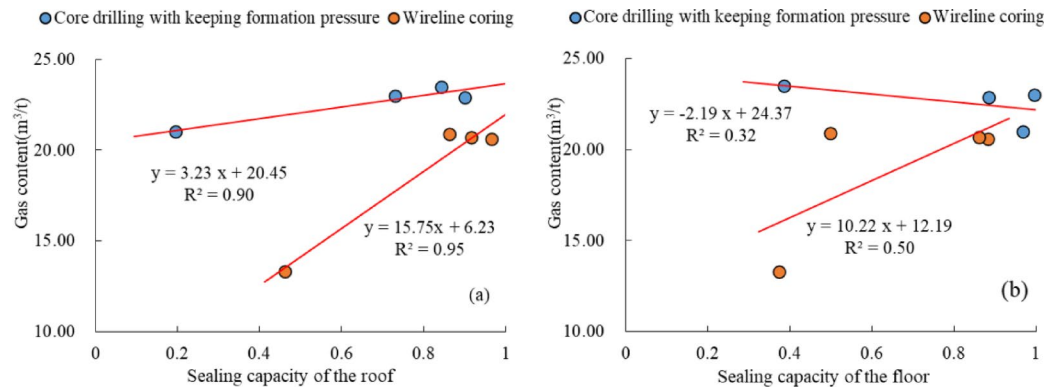 Core drilling with keeping formation pressure Wireline coring
25.00
20.00
15.00
10.00
Gas content(m³/t)
y = 3.23 x + 20.45
R² = 0.90
y = 15.75x + 6.23
R² = 0.95
(a)
0 0.2 0.4 0.6 0.8 1
Sealing capacity of the roof
Core drilling with keeping formation pressure Wireline coring
25.00
20.00
15.00
10.00
Gas content(m³/t)
y = -2.19 x + 24.37
R² = 0.32
y = 10.22 x + 12.19
R² = 0.50
(b)
0 0.2 0.4 0.6 0.8 1
Sealing capacity of the floor